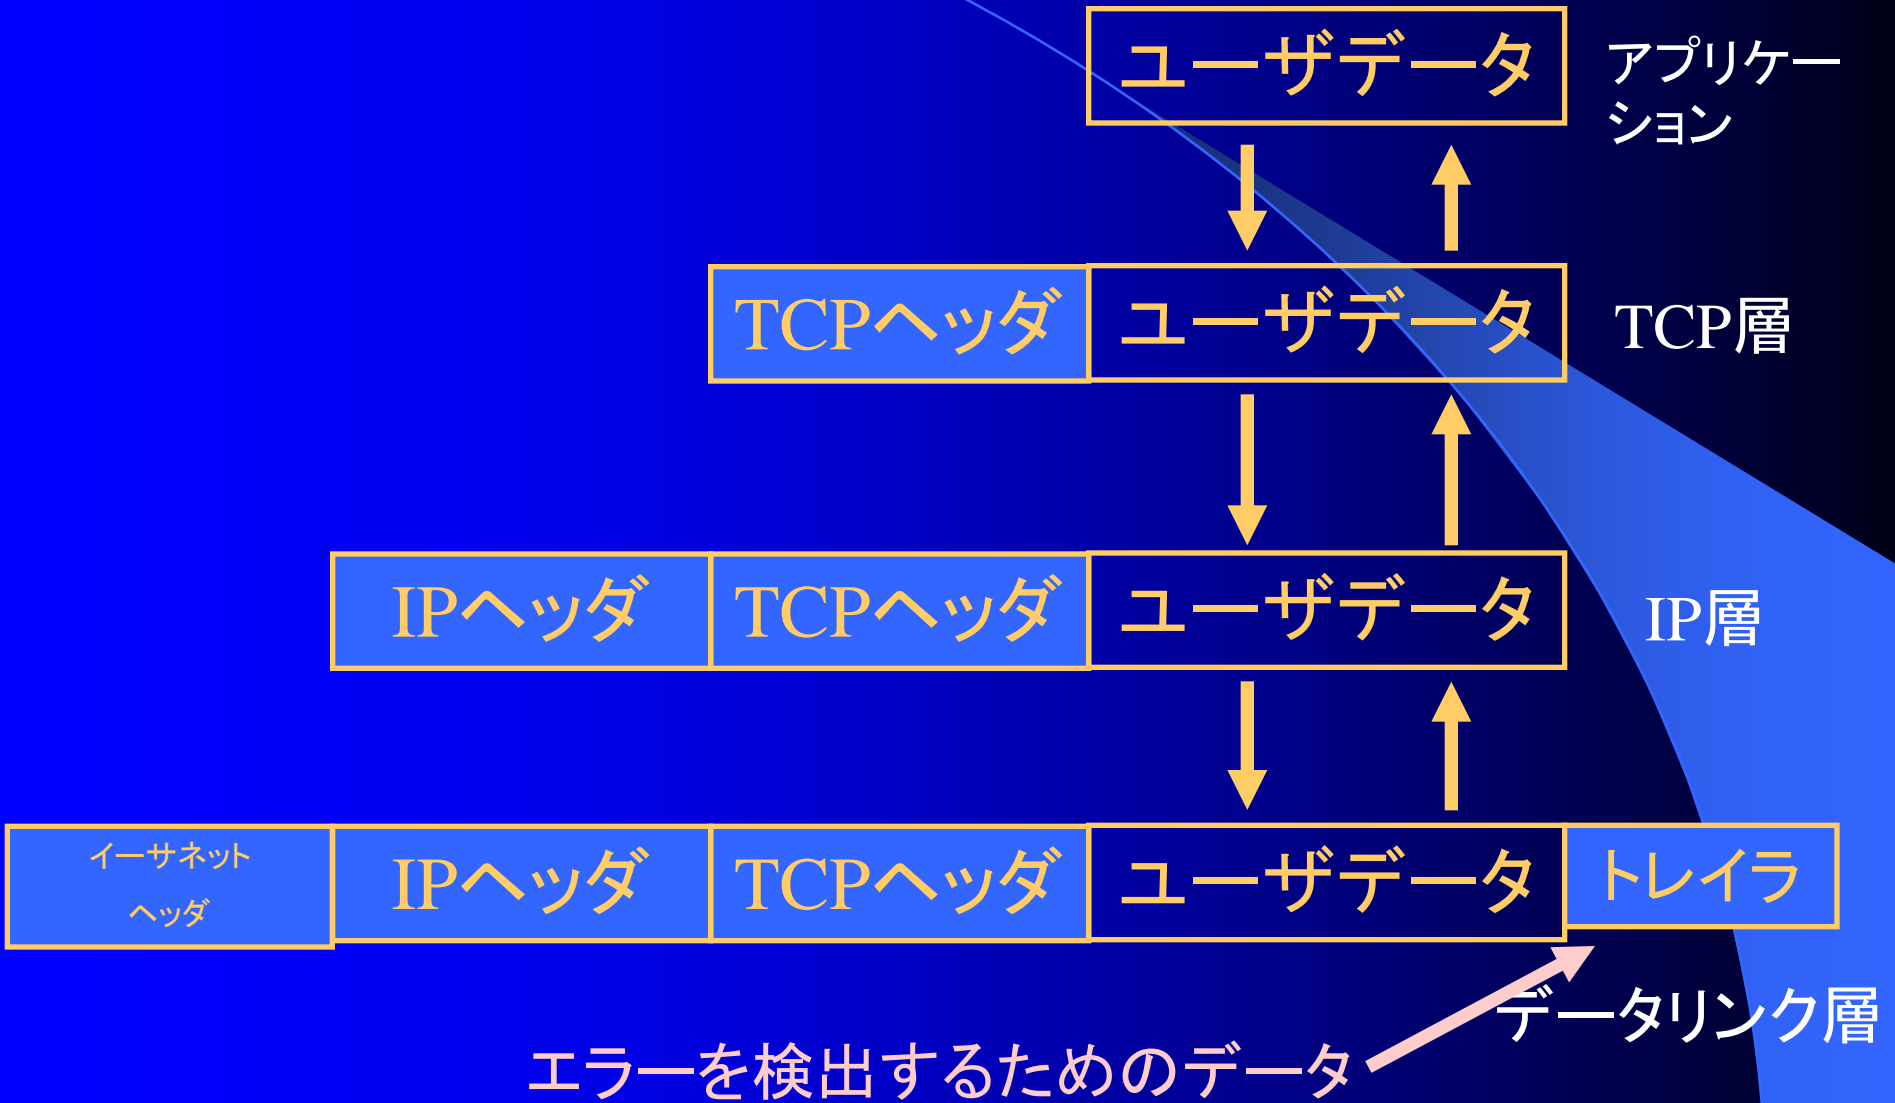 ユーザデータ
アプリケー
ション
TCPヘッダ ユーザデータ
TCP層
IPヘッダ TCPヘッダ ユーザデータ
IP層
イーサネット
ヘッダ
IPヘッダ TCPヘッダ ユーザデータ トレイラ
データリンク層
エラーを検出するためのデータ